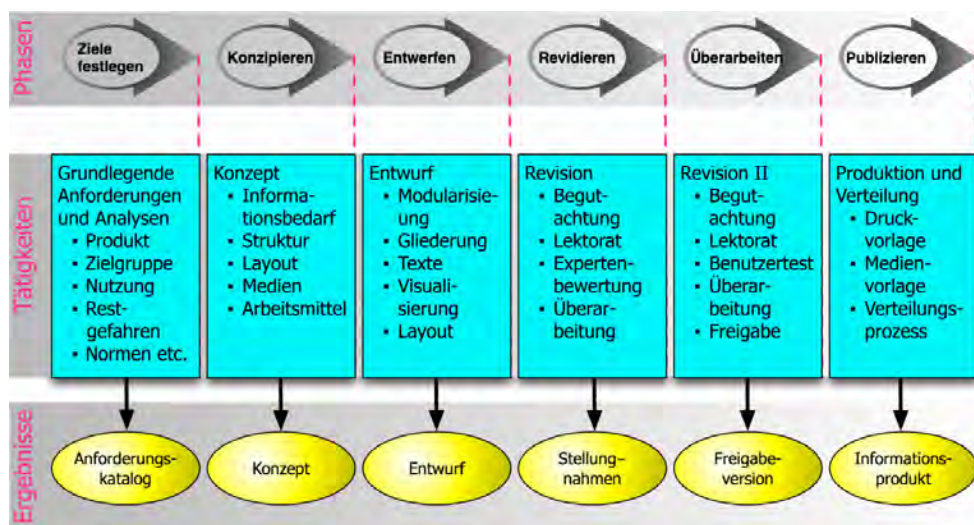 Phasen
Ziele
festlegen
Konzipieren
Entwerfen
Revidieren
Überarbeiten
Publizieren
Tätigkeiten
Grundlegende
Anforderungen
und Analysen
▪ Produkt
▪ Zielgruppe
▪ Nutzung
▪ Rest-
gefahren
▪ Normen etc.
Konzept
▪ Informa-
tionsbedarf
▪ Struktur
▪ Layout
▪ Medien
▪ Arbeitsmittel
Entwurf
▪ Modularisie-
ung
▪ Gliederung
▪ Texte
▪ Visuali-
sierung
▪ Layout
Revision
▪ Begut-
achtung
▪ Lektorat
▪ Experten-
bewertung
▪ Überar-
beitung
Revision II
▪ Begut-
achtung
▪ Lektorat
▪ Benutzertest
▪ Überar-
beitung
▪ Freigabe
Produktion und
Verteilung
▪ Druck-
vorlage
▪ Medien-
vorlage
▪ Verteilungs-
prozess
Ergebnisse
Anforderungs-
katalog
Konzept
Entwurf
Stellung-
nahmen
Freigabe-
version
Informations-
produkt